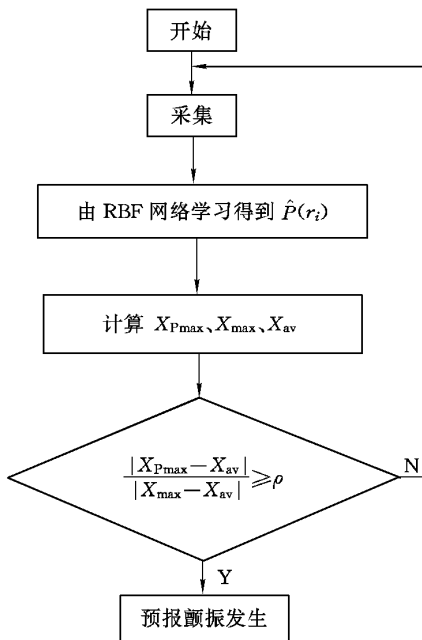 开始
采集
由 RBF 网络学习得到 P̂(rᵢ)
计算 X_Pmax、X_max、X_av
|X_Pmax－X_av|
|X_max－X_av|
⩾ρ
N
Y
预报颤振发生